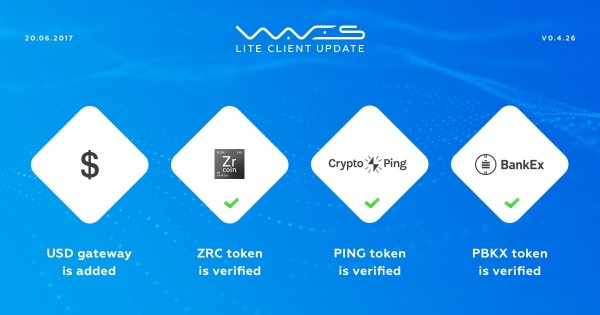 20.06.2017
WAVES
LITE CLIENT UPDATE
V0.4.26
$
Zr
coin
Crypto Ping
BankEx
USD gateway
is added
ZRC token
is verified
PING token
is verified
PBKX token
is verified